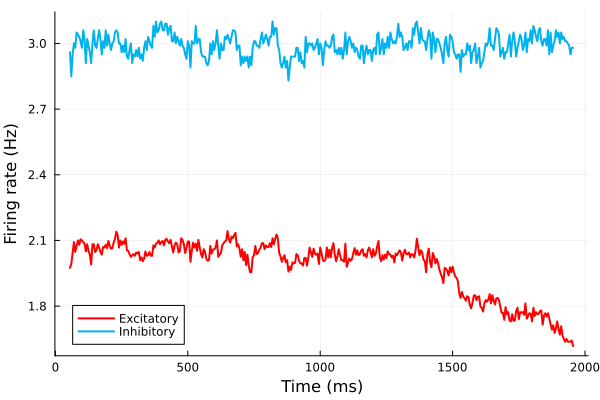 Firing rate (Hz)
3.0
2.7
2.4
2.1
1.8
Excitatory
Inhibitory
0
500
1000
1500
2000
Time (ms)